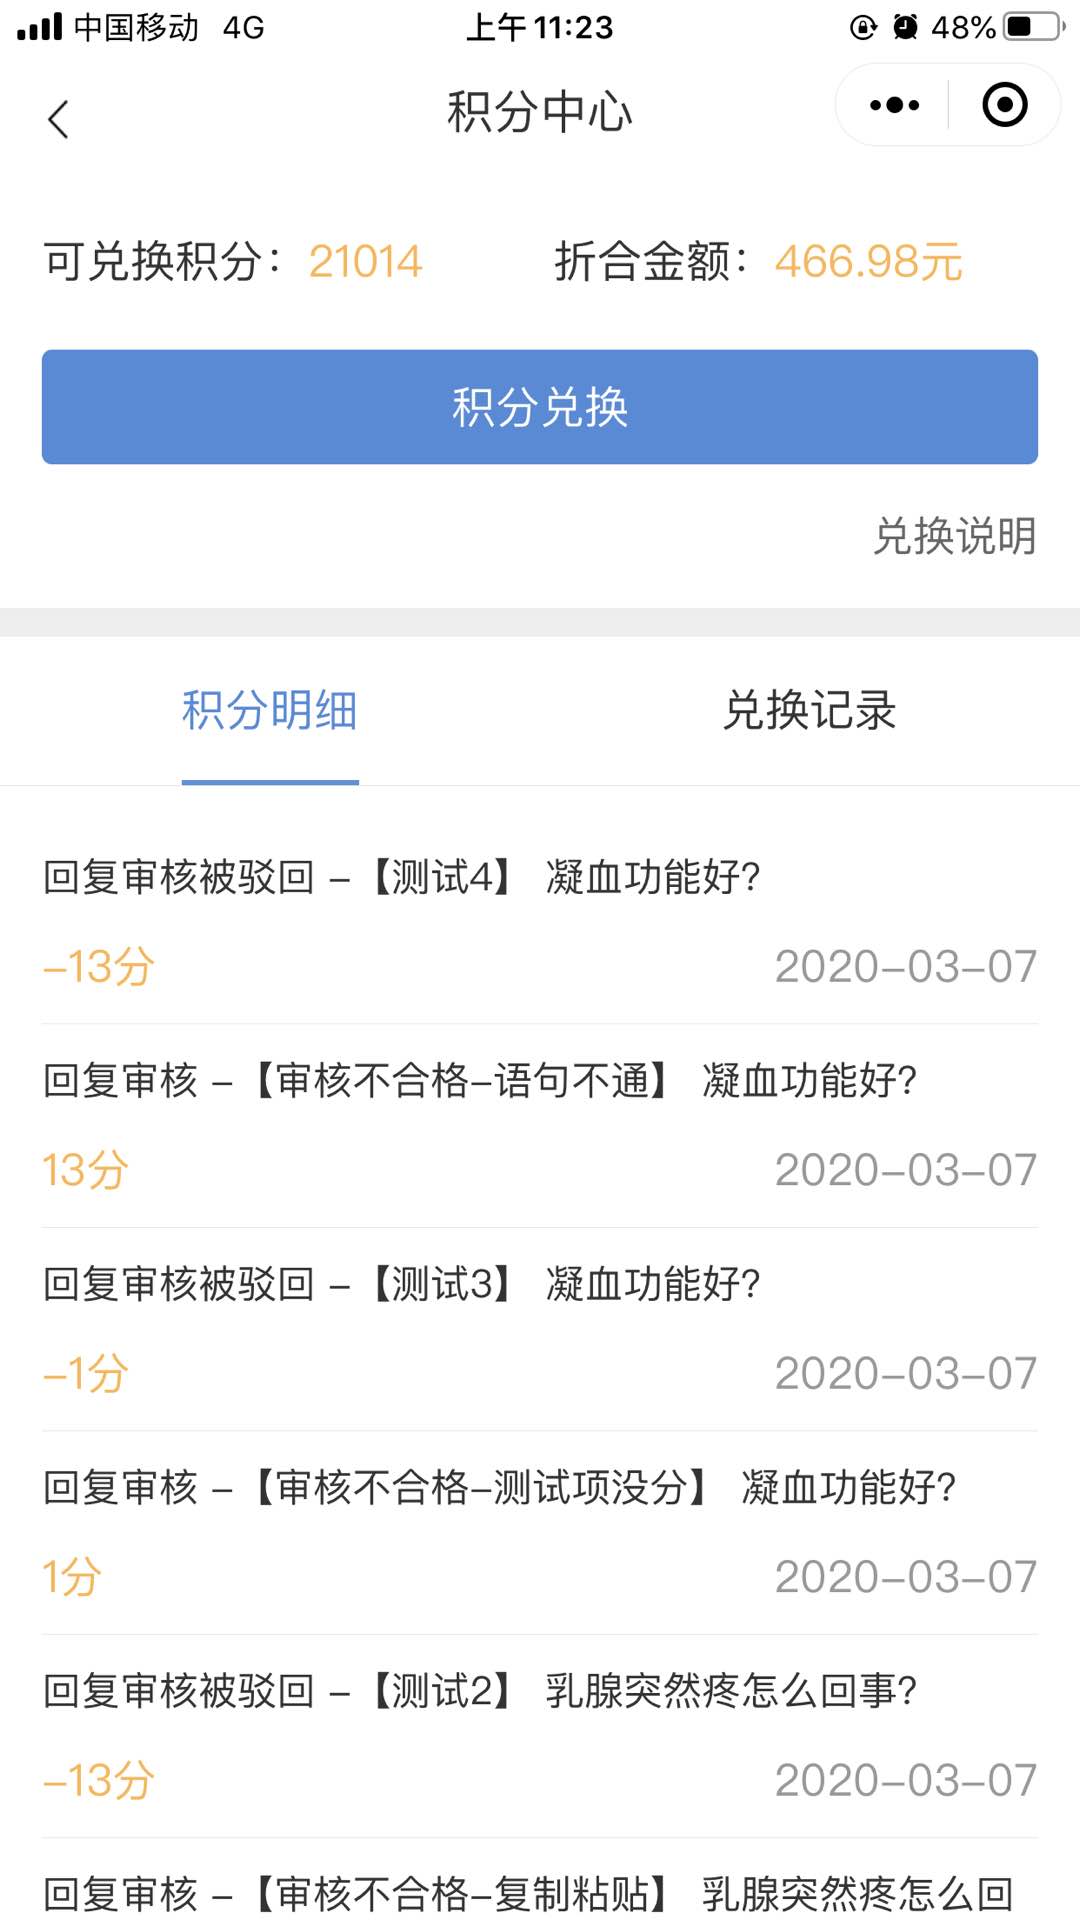 中国移动 4G 上午11:23 48%
积分中心
可兑换积分：21014 折合金额：466.98元
积分兑换
兑换说明
积分明细 兑换记录
回复审核被驳回 –【测试4】 凝血功能好?
–13分 2020–03–07
回复审核 –【审核不合格–语句不通】 凝血功能好?
13分 2020–03–07
回复审核被驳回 –【测试3】 凝血功能好?
–1分 2020–03–07
回复审核 –【审核不合格–测试项没分】 凝血功能好?
1分 2020–03–07
回复审核被驳回 –【测试2】 乳腺突然疼怎么回事?
–13分 2020–03–07
回复审核 –【审核不合格–复制粘贴】 乳腺突然疼怎么回